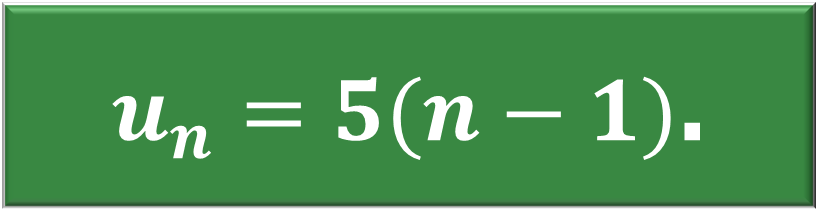 uₙ = 5(n − 1).